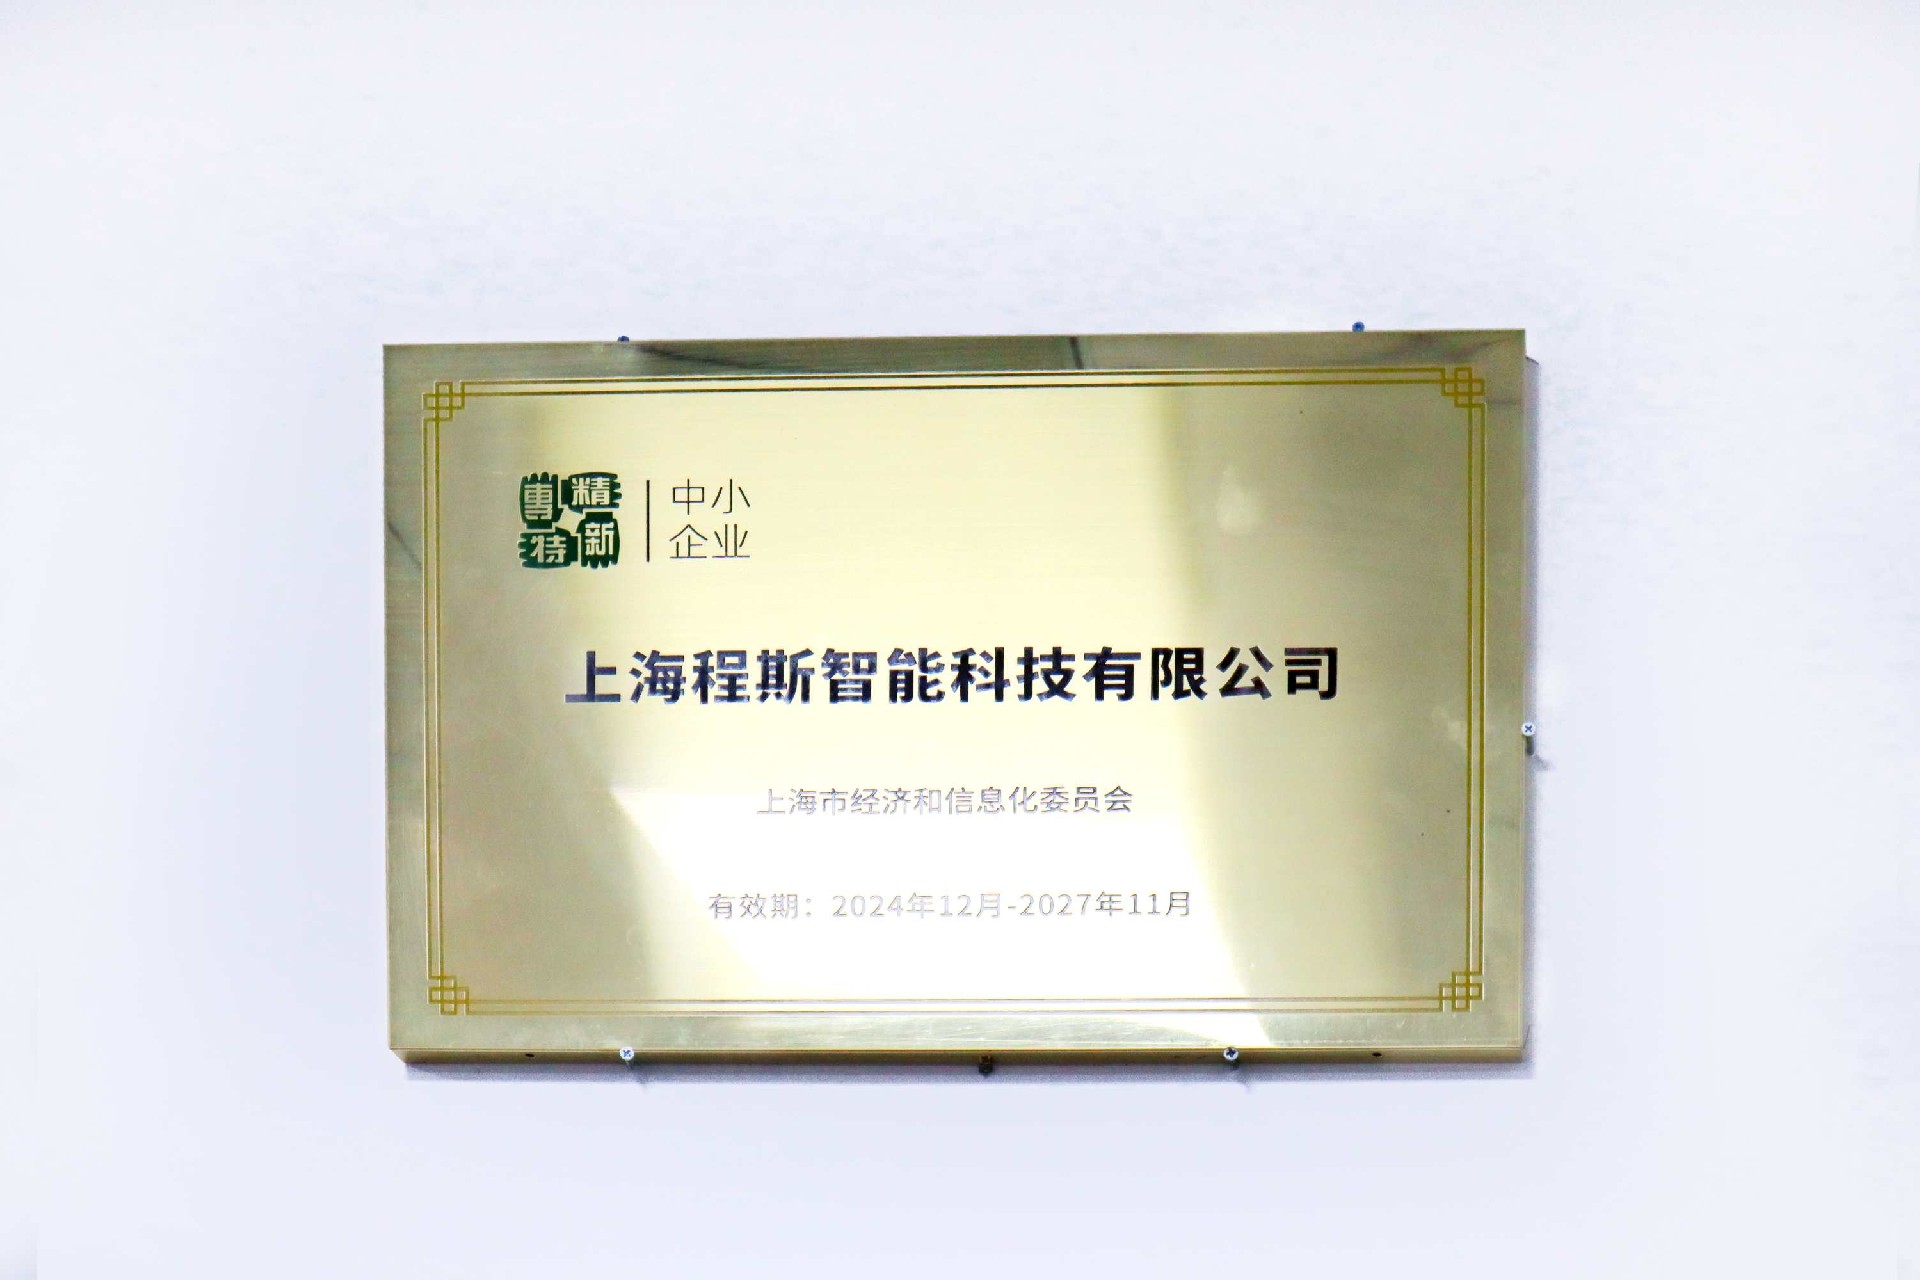 專精特新
中小
企业
上海程斯智能科技有限公司
上海市经济和信息化委员会
有效期：2024年12月-2027年11月